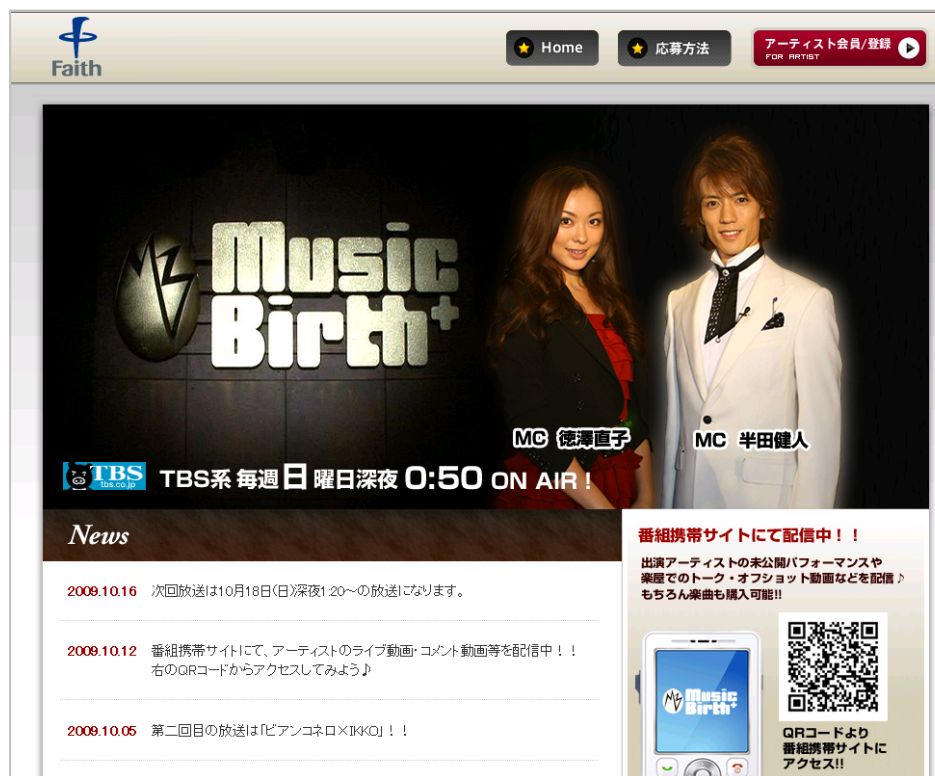 Faith
Home
応募方法
アーティスト会員/登録
FOR ARTIST
Music
Birth+
MC 徳澤直子
MC 半田健人
TBS
tbs.co.jp
TBS系 毎週日曜日深夜0:50 ON AIR！
News
2009.10.16 次回放送は10月18日(日)深夜1:20～の放送になります。
2009.10.12 番組携帯サイトにて、アーティストのライブ動画・コメント動画等を配信中！！
右のQRコードからアクセスしてみよう♪
2009.10.05 第二回目の放送は「ビアンコネロ×IKKO」！！
番組携帯サイトにて配信中！！
出演アーティストの未公開パフォーマンスや
楽屋でのトーク・オフショット動画などを配信♪
もちろん楽曲も購入可能!!
Music
Birth+
QRコードより
番組携帯サイトに
アクセス!!